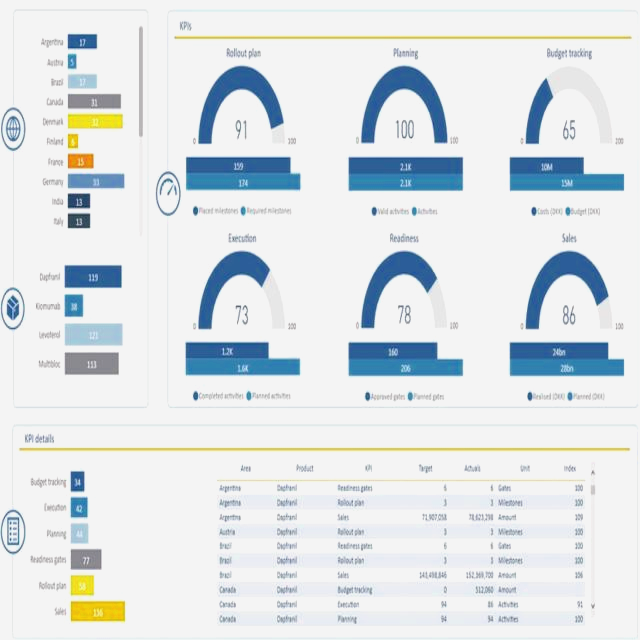 KPIs
Argentina 17
Austria 5
Brazil 17
Canada 31
Denmark 32
Finland 6
France 15
Germany 33
India 13
Italy 13
Dapfranil 119
Kiomumab 38
Levoterol 121
Multibloc 113
Rollout plan
91
0 100
159
174
Placed milestones Required milestones
Planning
100
0 100
2.1K
2.1K
Valid activities Activities
Budget tracking
65
0 200
10M
15M
Costs (DKK) Budget (DKK)
Execution
73
0 100
1.2K
1.6K
Completed activities Planned activities
Readiness
78
0 100
160
206
Approved gates Planned gates
Sales
86
0 100
24bn
28bn
Realised (DKK) Planned (DKK)
KPI details
Budget tracking 34
Execution 42
Planning 44
Readiness gates 77
Rollout plan 58
Sales 136
Area Product KPI Target Actuals Unit Index
Argentina Dapfranil Readiness gates 6 6 Gates 100
Argentina Dapfranil Rollout plan 3 3 Milestones 100
Argentina Dapfranil Sales 71,907,058 78,623,298 Amount 109
Austria Dapfranil Rollout plan 3 3 Milestones 100
Brazil Dapfranil Readiness gates 6 6 Gates 100
Brazil Dapfranil Rollout plan 3 3 Milestones 100
Brazil Dapfranil Sales 143,498,846 152,369,700 Amount 106
Canada Dapfranil Budget tracking 0 512,060 Amount
Canada Dapfranil Execution 94 86 Activities 91
Canada Dapfranil Planning 94 94 Activities 100